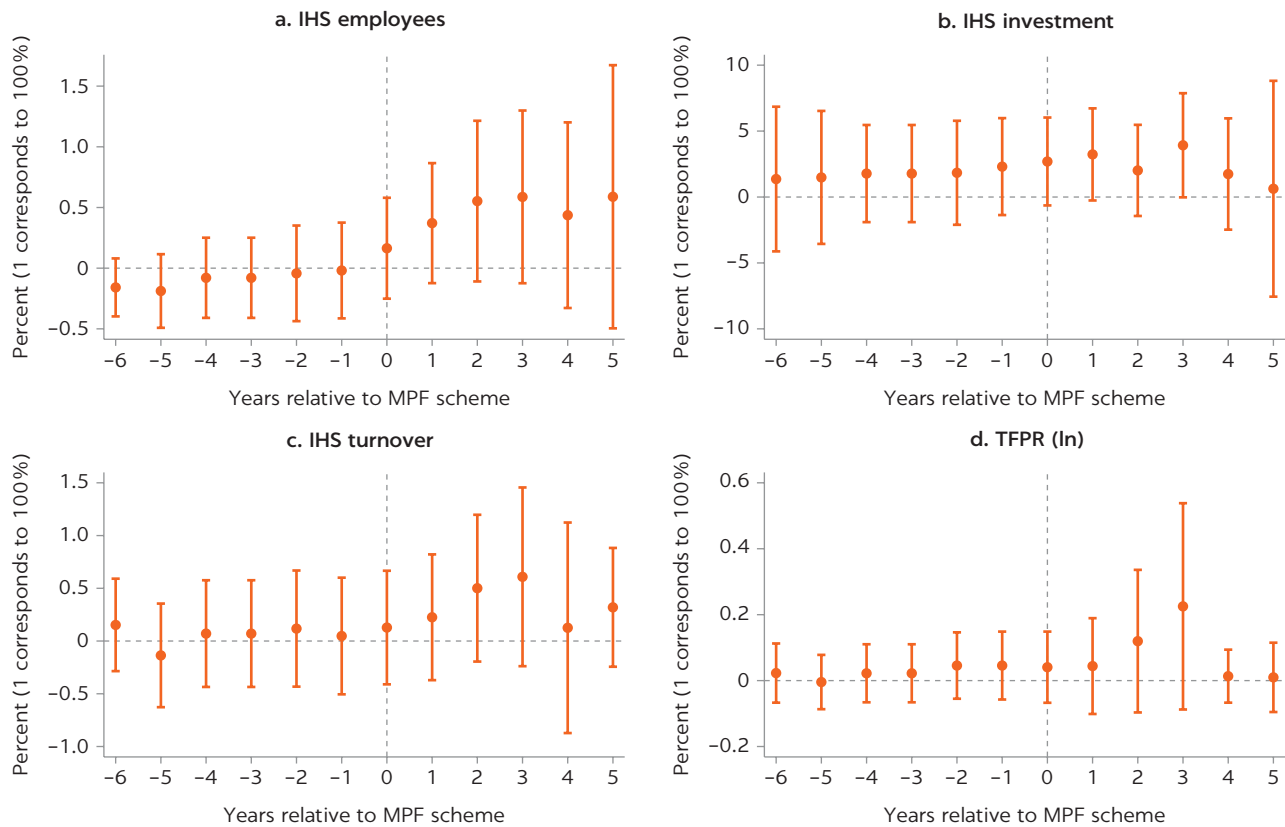 a. IHS employees
Percent (1 corresponds to 100%)
1.5
1.0
0.5
0
−0.5
−6 −5 −4 −3 −2 −1 0 1 2 3 4 5
Years relative to MPF scheme
b. IHS investment
Percent (1 corresponds to 100%)
10
5
0
−5
−10
−6 −5 −4 −3 −2 −1 0 1 2 3 4 5
Years relative to MPF scheme
c. IHS turnover
Percent (1 corresponds to 100%)
1.5
1.0
0.5
0
−0.5
−1.0
−6 −5 −4 −3 −2 −1 0 1 2 3 4 5
Years relative to MPF scheme
d. TFPR (ln)
Percent (1 corresponds to 100%)
0.6
0.4
0.2
0
−0.2
−6 −5 −4 −3 −2 −1 0 1 2 3 4 5
Years relative to MPF scheme